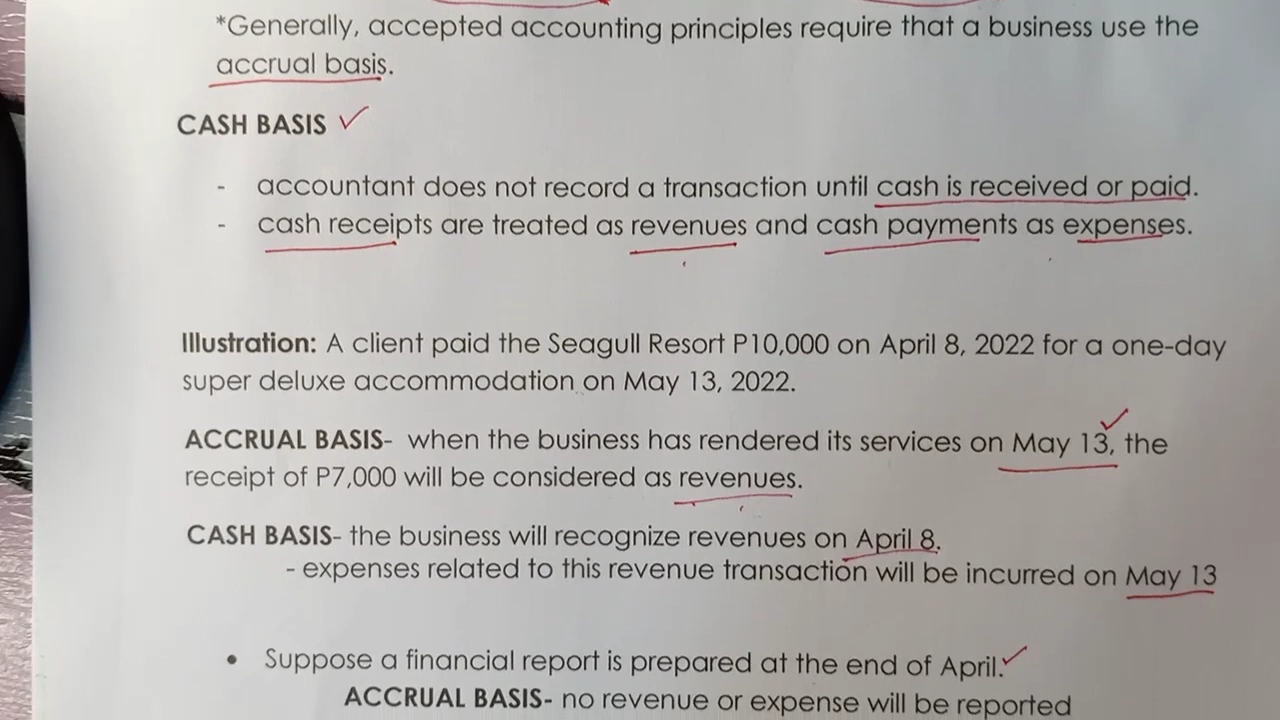 *Generally, accepted accounting principles require that a business use the
accrual basis.
CASH BASIS ✓
- accountant does not record a transaction until cash is received or paid.
- cash receipts are treated as revenues and cash payments as expenses.
Illustration: A client paid the Seagull Resort P10,000 on April 8, 2022 for a one-day
super deluxe accommodation on May 13, 2022.
ACCRUAL BASIS- when the business has rendered its services on May 13, the
receipt of P7,000 will be considered as revenues.
CASH BASIS- the business will recognize revenues on April 8.
- expenses related to this revenue transaction will be incurred on May 13
• Suppose a financial report is prepared at the end of April. ✓
ACCRUAL BASIS- no revenue or expense will be reported